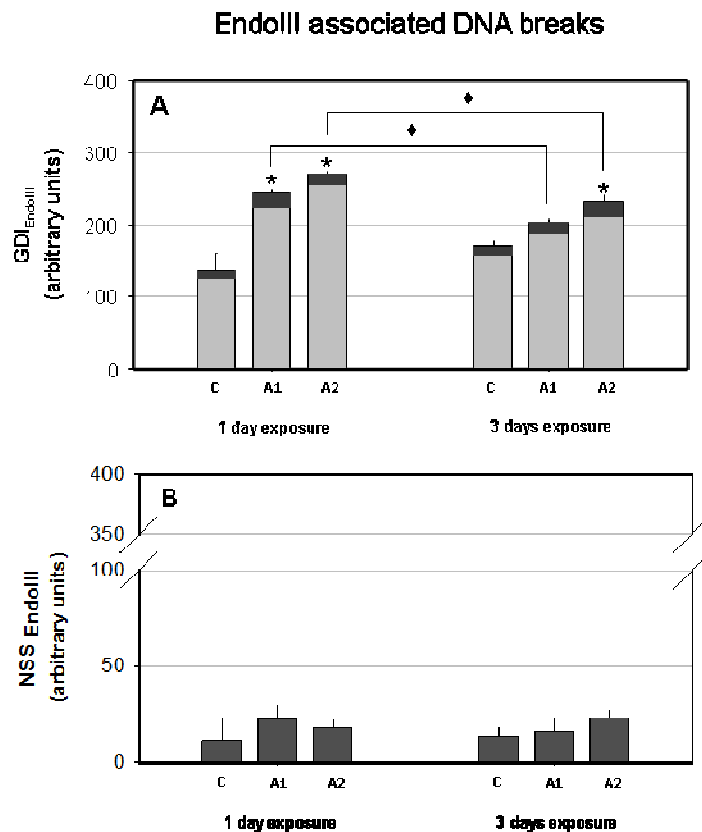 EndoIII associated DNA breaks
A
GDIEndoIII
(arbitrary units)
400
300
200
100
0
* * *
C A1 A2 C A1 A2
1 day exposure 3 days exposure
B
NSS EndoIII
(arbitrary units)
400
350
100
50
0
C A1 A2 C A1 A2
1 day exposure 3 days exposure